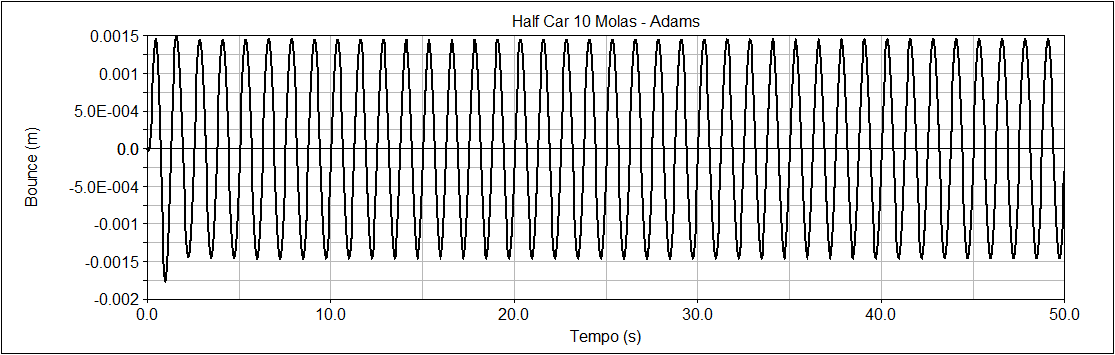 Half Car 10 Molas - Adams
0.0015
0.001
5.0E-004
0.0
-5.0E-004
-0.001
-0.0015
-0.002
Bounce (m)
0.0 10.0 20.0 30.0 40.0 50.0
Tempo (s)